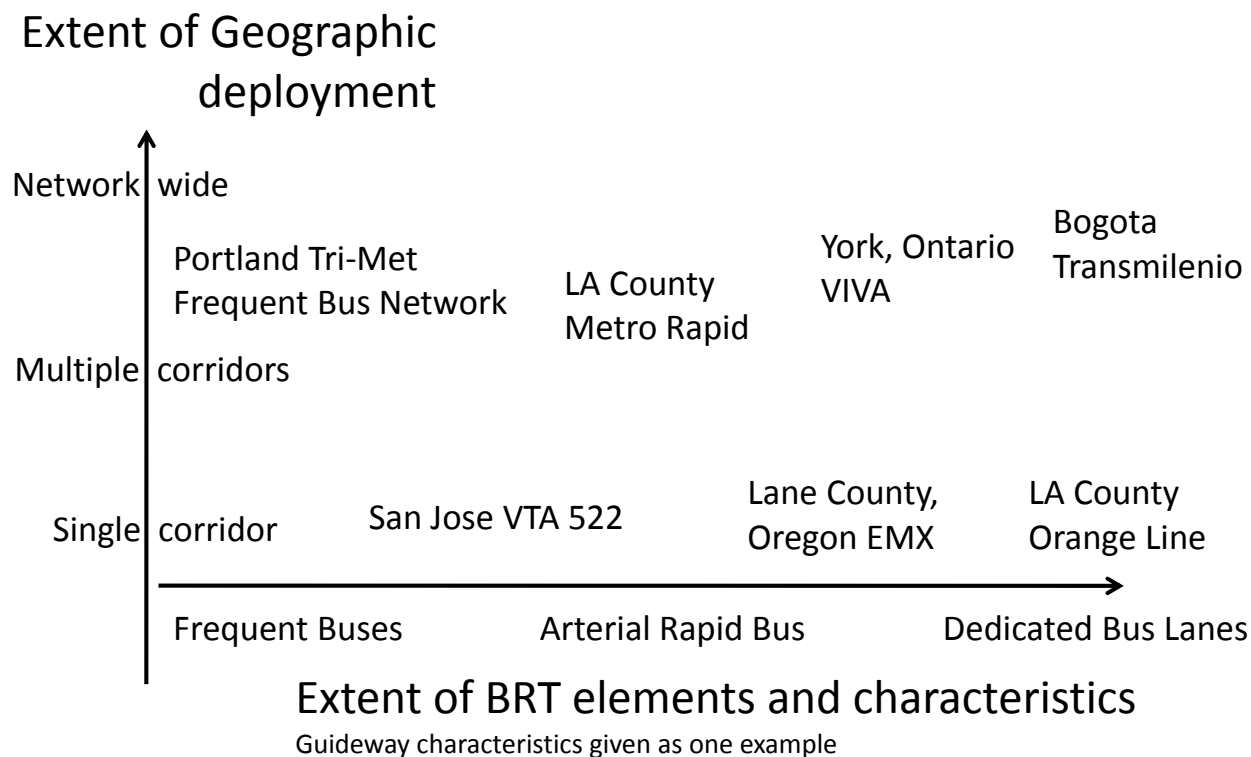 Extent of Geographic
deployment
Network wide
Portland Tri-Met
Frequent Bus Network
LA County
Metro Rapid
York, Ontario
VIVA
Bogota
Transmilenio
Multiple corridors
Single corridor
San Jose VTA 522
Lane County,
Oregon EMX
LA County
Orange Line
Frequent Buses
Arterial Rapid Bus
Dedicated Bus Lanes
Extent of BRT elements and characteristics
Guideway characteristics given as one example